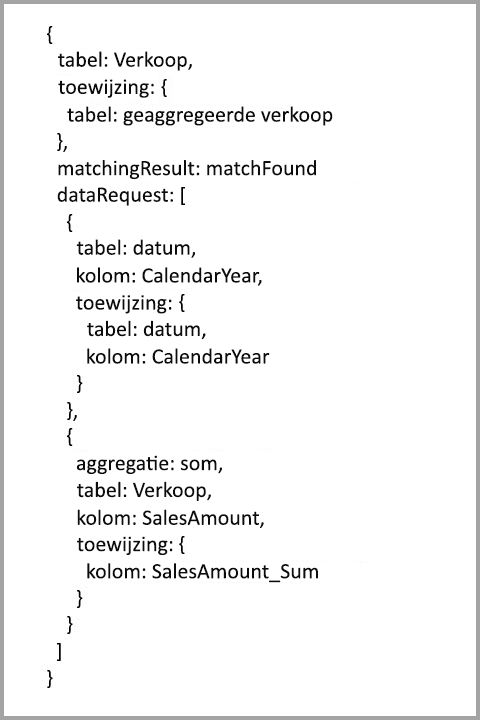 {
tabel: Verkoop,
toewijzing: {
tabel: geaggregeerde verkoop
},
matchingResult: matchFound
dataRequest: [
{
tabel: datum,
kolom: CalendarYear,
toewijzing: {
tabel: datum,
kolom: CalendarYear
}
},
{
aggregatie: som,
tabel: Verkoop,
kolom: SalesAmount,
toewijzing: {
kolom: SalesAmount_Sum
}
}
]
}